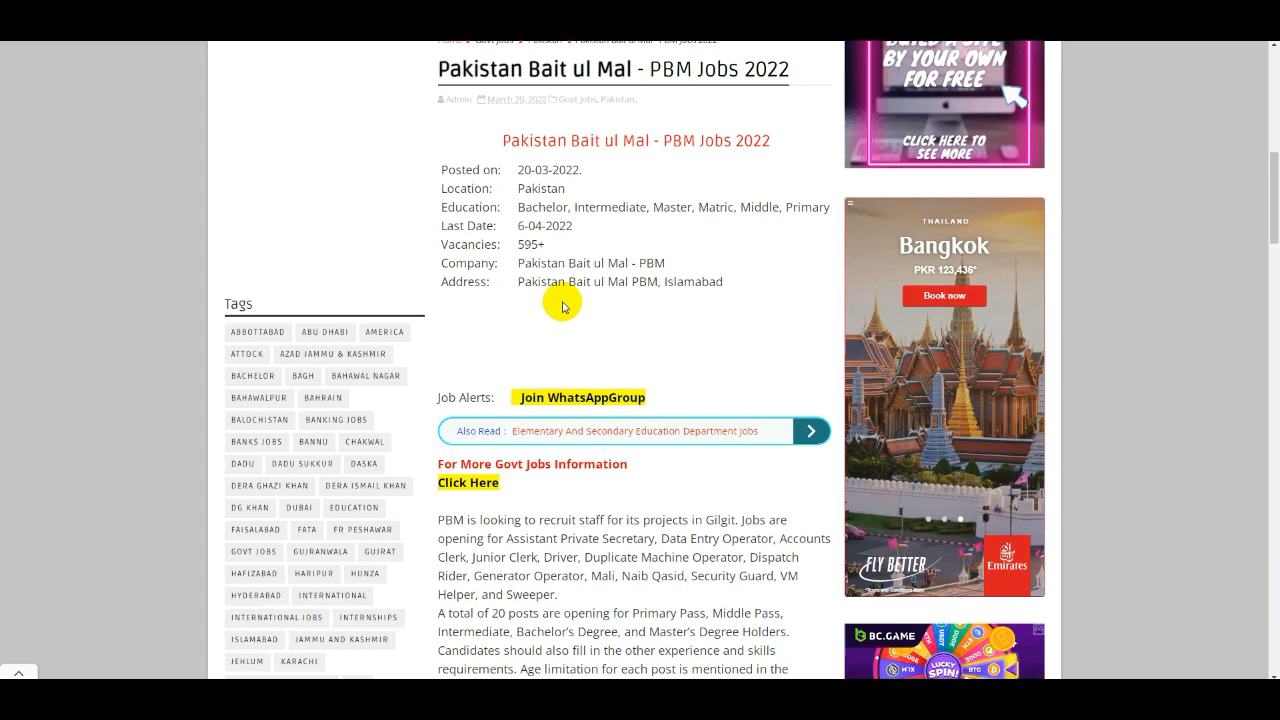 Pakistan Bait ul Mal - PBM Jobs 2022
Admin March 20, 2022 Govt Jobs, Pakistan,
Pakistan Bait ul Mal - PBM Jobs 2022
Posted on: 20-03-2022.
Location: Pakistan
Education: Bachelor, Intermediate, Master, Matric, Middle, Primary
Last Date: 6-04-2022
Vacancies: 595+
Company: Pakistan Bait ul Mal - PBM
Address: Pakistan Bait ul Mal PBM, Islamabad
Job Alerts: Join WhatsAppGroup
Also Read : Elementary And Secondary Education Department Jobs
For More Govt Jobs Information
Click Here
PBM is looking to recruit staff for its projects in Gilgit. Jobs are
opening for Assistant Private Secretary, Data Entry Operator, Accounts
Clerk, Junior Clerk, Driver, Duplicate Machine Operator, Dispatch
Rider, Generator Operator, Mali, Naib Qasid, Security Guard, VM
Helper, and Sweeper.
A total of 20 posts are opening for Primary Pass, Middle Pass,
Intermediate, Bachelor's Degree, and Master's Degree Holders.
Candidates should also fill in the other experience and skills
requirements. Age limitation for each post is mentioned in the
Tags
ABBOTTABAD ABU DHABI AMERICA
ATTOCK AZAD JAMMU & KASHMIR
BACHELOR BAGH BAHAWAL NAGAR
BAHAWALPUR BAHRAIN
BALOCHISTAN BANKING JOBS
BANKS JOBS BANNU CHAKWAL
DADU DADU SUKKUR DASKA
DERA GHAZI KHAN DERA ISMAIL KHAN
DG KHAN DUBAI EDUCATION
FAISALABAD FATA FR PESHAWAR
GOVT JOBS GUJRANWALA GUJRAT
HAFIZABAD HARIPUR HUNZA
HYDERABAD INTERNATIONAL
INTERNATIONAL JOBS INTERNSHIPS
ISLAMABAD JAMMU AND KASHMIR
JEHLUM KARACHI
BY YOUR OWN
FOR FREE
CLICK HERE TO
SEE MORE
THAILAND
Bangkok
PKR 123,436*
Book now
FLY BETTER
Emirates
BC.GAME
LUCKY
SPIN!